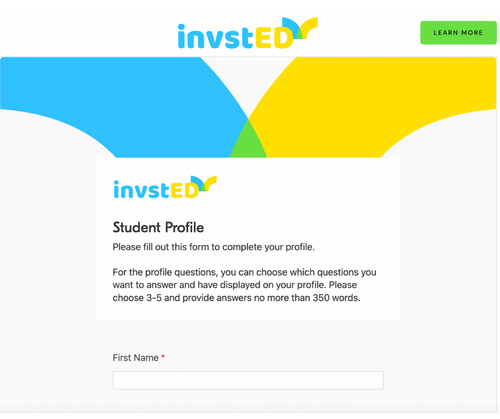 invstED
LEARN MORE
invstED
Student Profile
Please fill out this form to complete your profile.
For the profile questions, you can choose which questions you
want to answer and have displayed on your profile. Please
choose 3-5 and provide answers no more than 350 words.
First Name *